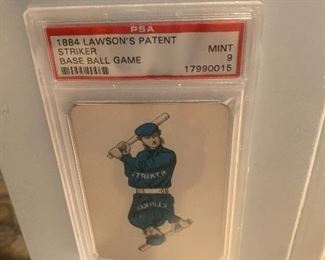 PSA
1884 LAWSON'S PATENT
STRIKER MINT
BASE BALL GAME 9
17990015
STRIKER
STRIKER